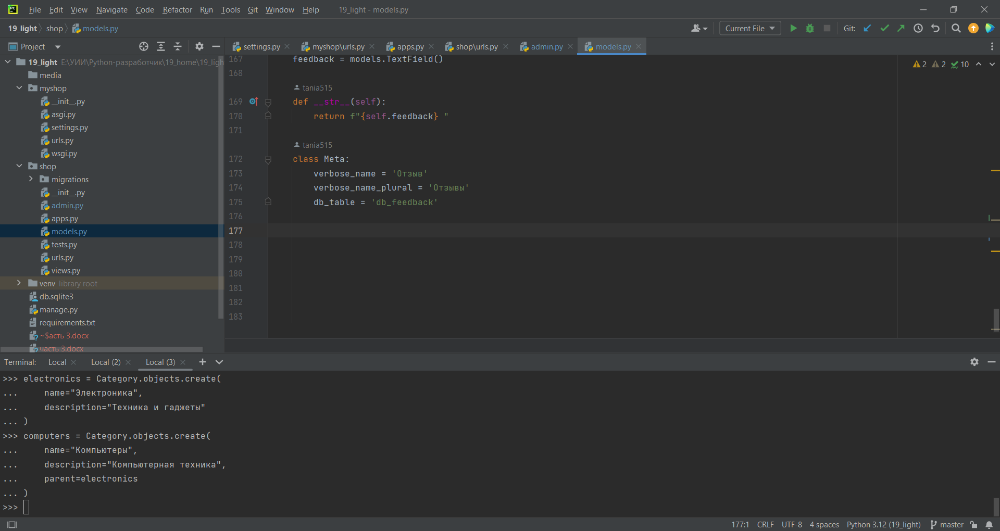 PC File Edit View Navigate Code Refactor Run Tools Git Window Help 19_light - models.py
19_light shop models.py Current File Git:
Project
settings.py myshop\urls.py apps.py shop\urls.py admin.py models.py
19_light E:\УИИ\Python-разработчик\19_home\19_ligh
media
myshop
__init__.py
asgi.py
settings.py
urls.py
wsgi.py
shop
migrations
__init__.py
admin.py
apps.py
models.py
tests.py
urls.py
views.py
venv library root
db.sqlite3
manage.py
requirements.txt
~$асть 3.docx
часть 3.docx
2 2 10
167 feedback = models.TextField()
168
tania515
169 def __str__(self):
170 return f"{self.feedback} "
171
tania515
172 class Meta:
173 verbose_name = 'Отзыв'
174 verbose_name_plural = 'Отзывы'
175 db_table = 'db_feedback'
176
177
178
179
180
181
182
183
Terminal: Local Local (2) Local (3)
>>> electronics = Category.objects.create(
... name="Электроника",
... description="Техника и гаджеты"
... )
>>> computers = Category.objects.create(
... name="Компьютеры",
... description="Компьютерная техника",
... parent=electronics
... )
>>>
177:1 CRLF UTF-8 4 spaces Python 3.12 (19_light) master